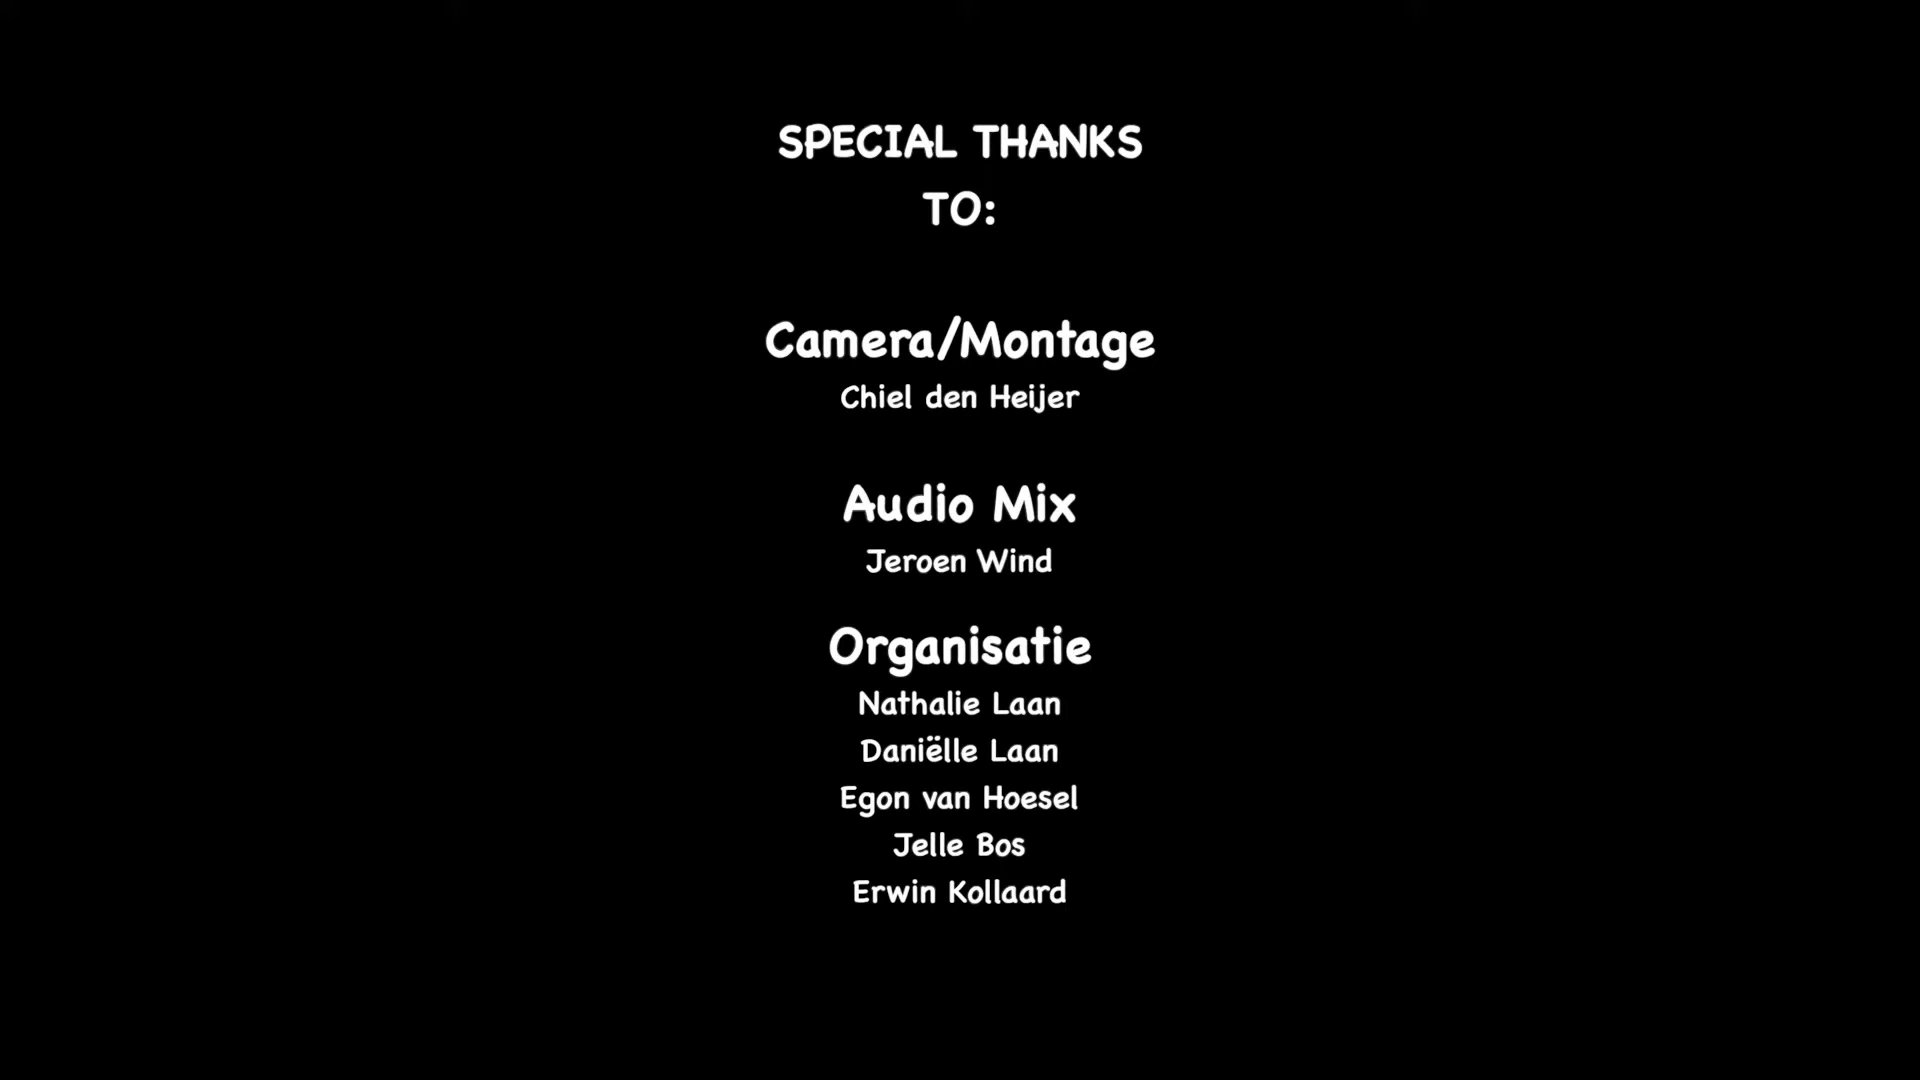 SPECIAL THANKS
TO:
Camera/Montage
Chiel den Heijer
Audio Mix
Jeroen Wind
Organisatie
Nathalie Laan
Daniëlle Laan
Egon van Hoesel
Jelle Bos
Erwin Kollaard